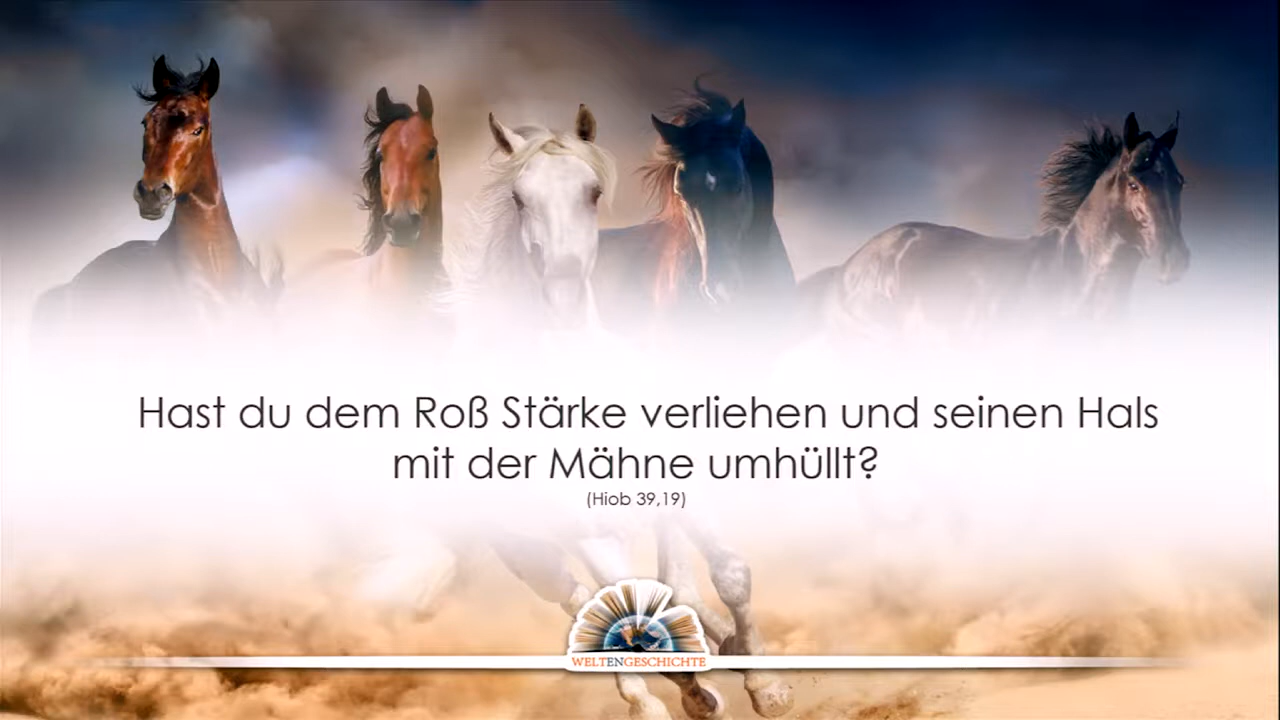 Hast du dem Roß Stärke verliehen und seinen Hals
mit der Mähne umhüllt?
(Hiob 39,19)
WELTENGESCHICHTE